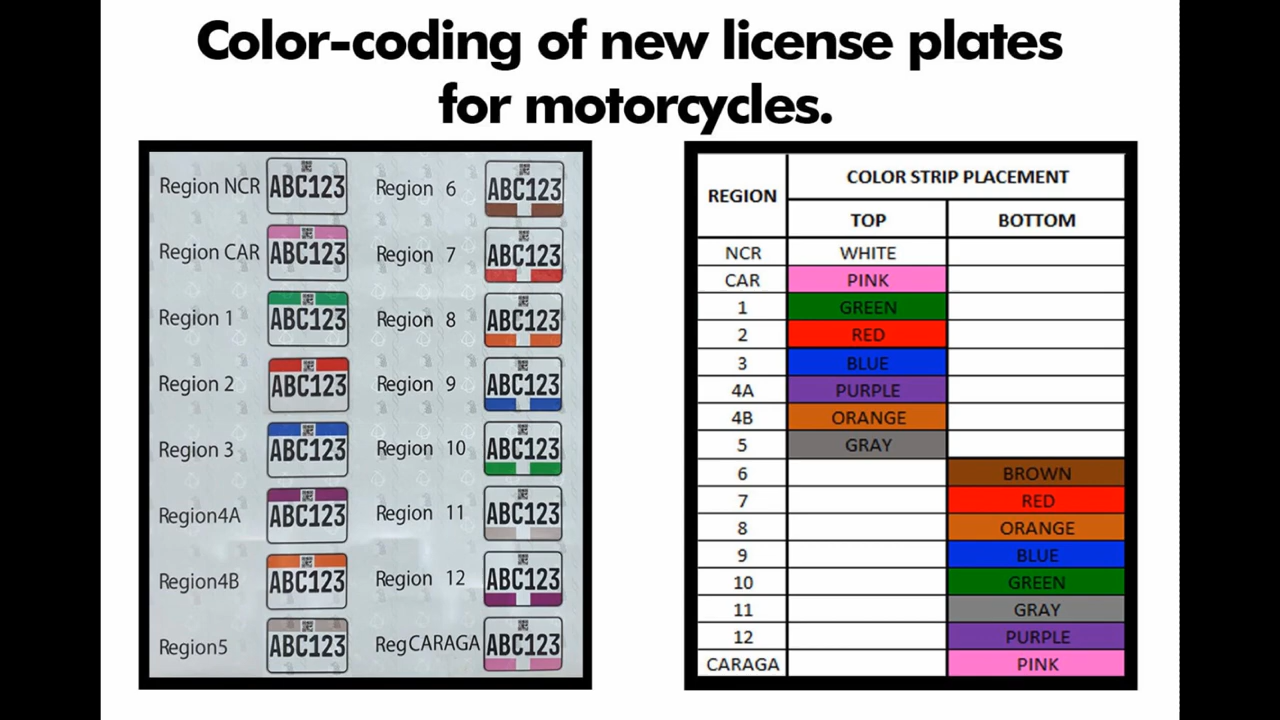 Color-coding of new license plates
for motorcycles.
Region NCR ABC123
Region CAR ABC123
Region 1 ABC123
Region 2 ABC123
Region 3 ABC123
Region4A ABC123
Region4B ABC123
Region5 ABC123
Region 6 ABC123
Region 7 ABC123
Region 8 ABC123
Region 9 ABC123
Region 10 ABC123
Region 11 ABC123
Region 12 ABC123
RegCARAGA ABC123
REGION COLOR STRIP PLACEMENT
TOP BOTTOM
NCR WHITE
CAR PINK
1 GREEN
2 RED
3 BLUE
4A PURPLE
4B ORANGE
5 GRAY
6 BROWN
7 RED
8 ORANGE
9 BLUE
10 GREEN
11 GRAY
12 PURPLE
CARAGA PINK